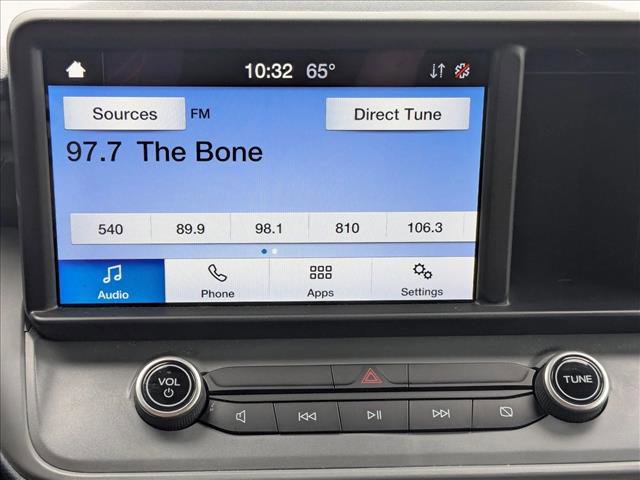 10:32 65°
Sources FM Direct Tune
97.7 The Bone
540 89.9 98.1 810 106.3
Audio Phone Apps Settings
VOL TUNE